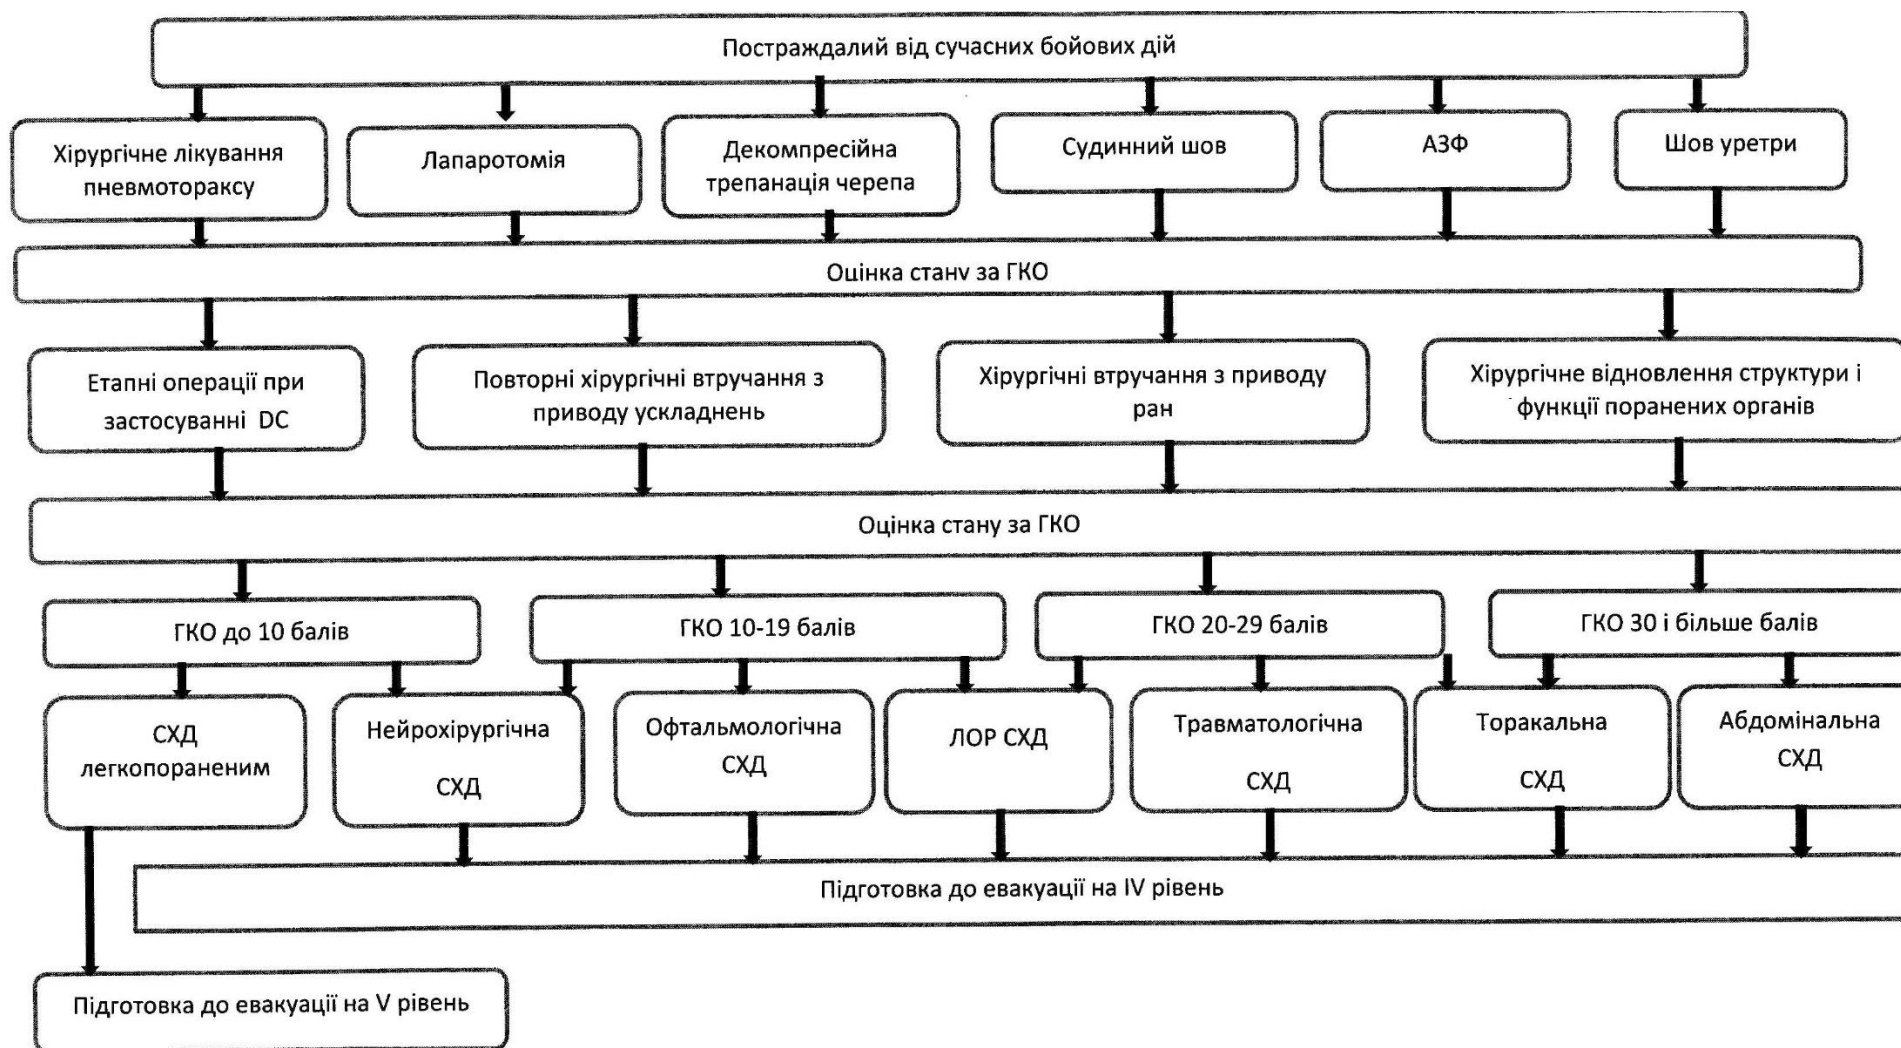 Постраждалий від сучасних бойових дій
Хірургічне лікування
пневмотораксу
Лапаротомія
Декомпресійна
трепанація черепа
Судинний шов
АЗФ
Шов уретри
Оцінка стану за ГКО
Етапні операції при
застосуванні DC
Повторні хірургічні втручання з
приводу ускладнень
Хірургічні втручання з приводу
ран
Хірургічне відновлення структури і
функції поранених органів
Оцінка стану за ГКО
ГКО до 10 балів
ГКО 10-19 балів
ГКО 20-29 балів
ГКО 30 і більше балів
СХД
легкопораненим
Нейрохірургічна
СХД
Офтальмологічна
СХД
ЛОР СХД
Травматологічна
СХД
Торакальна
СХД
Абдомінальна
СХД
Підготовка до евакуації на IV рівень
Підготовка до евакуації на V рівень